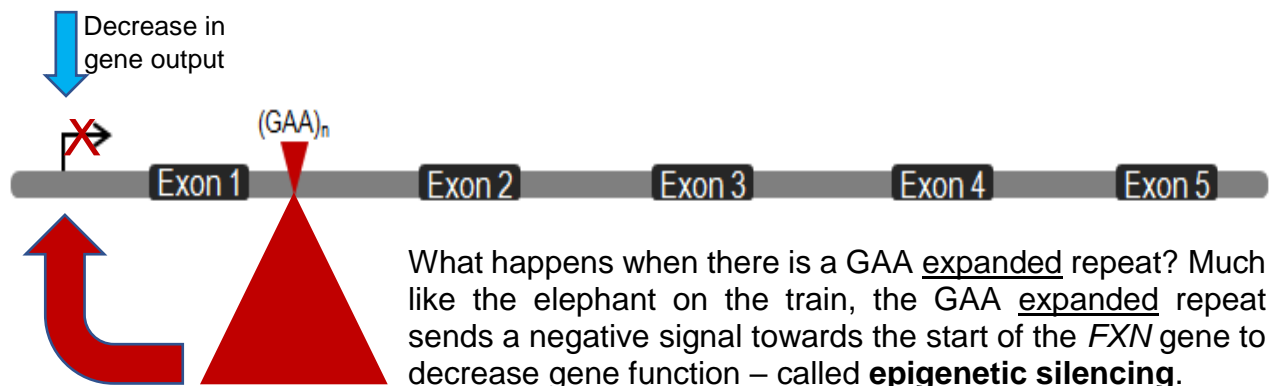 Decrease in
gene output
X
(GAA)n
Exon 1 Exon 2 Exon 3 Exon 4 Exon 5
What happens when there is a GAA expanded repeat? Much
like the elephant on the train, the GAA expanded repeat
sends a negative signal towards the start of the FXN gene to
decrease gene function – called epigenetic silencing.